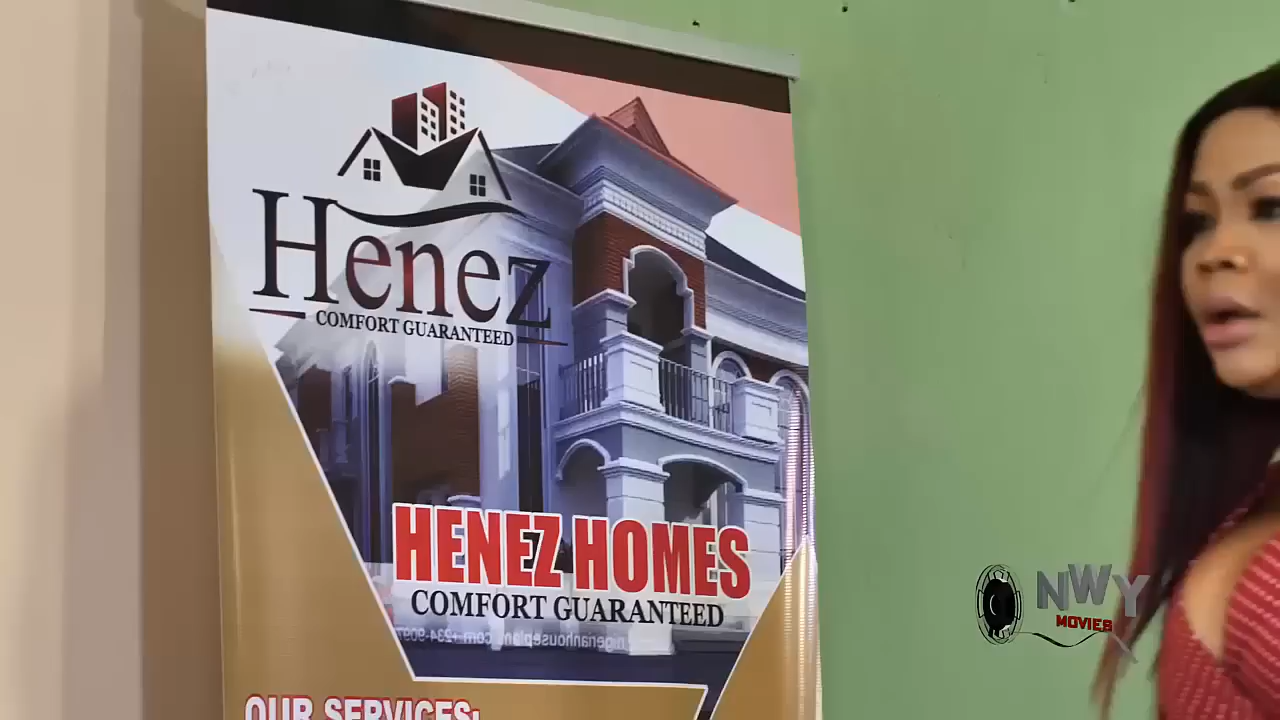 Henez
COMFORT GUARANTEED
HENEZ HOMES
COMFORT GUARANTEED
OUR SERVICES:
NWY
MOVIES